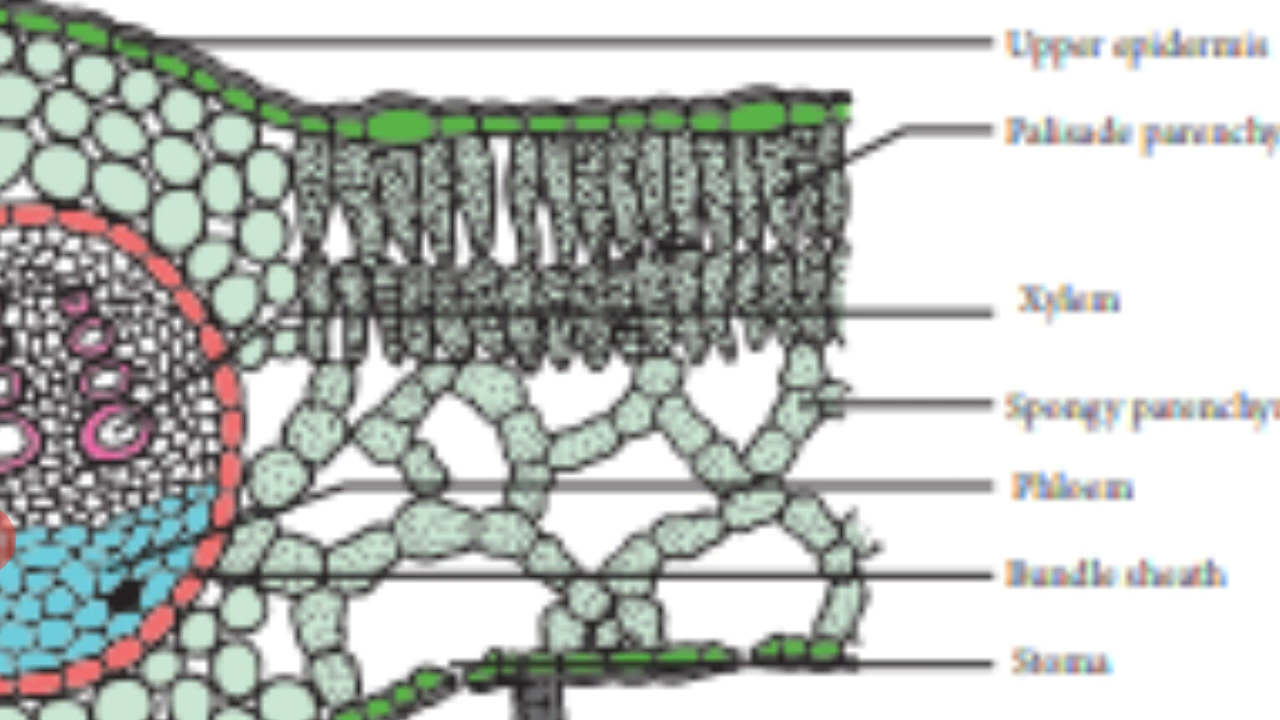 Upper epidermis
Palisade parenchy
Xylem
Spongy parenchy
Phloem
Bundle sheath
Stoma